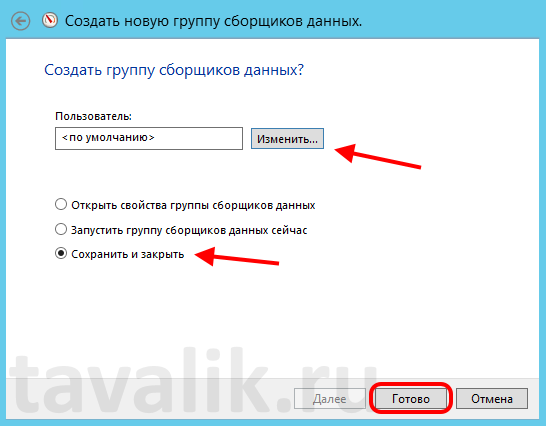 Создать новую группу сборщиков данных.
Создать группу сборщиков данных?
Пользователь:
<по умолчанию>
Изменить...
Открыть свойства группы сборщиков данных
Запустить группу сборщиков данных сейчас
Сохранить и закрыть
tavalik.ru
Далее
Готово
Отмена